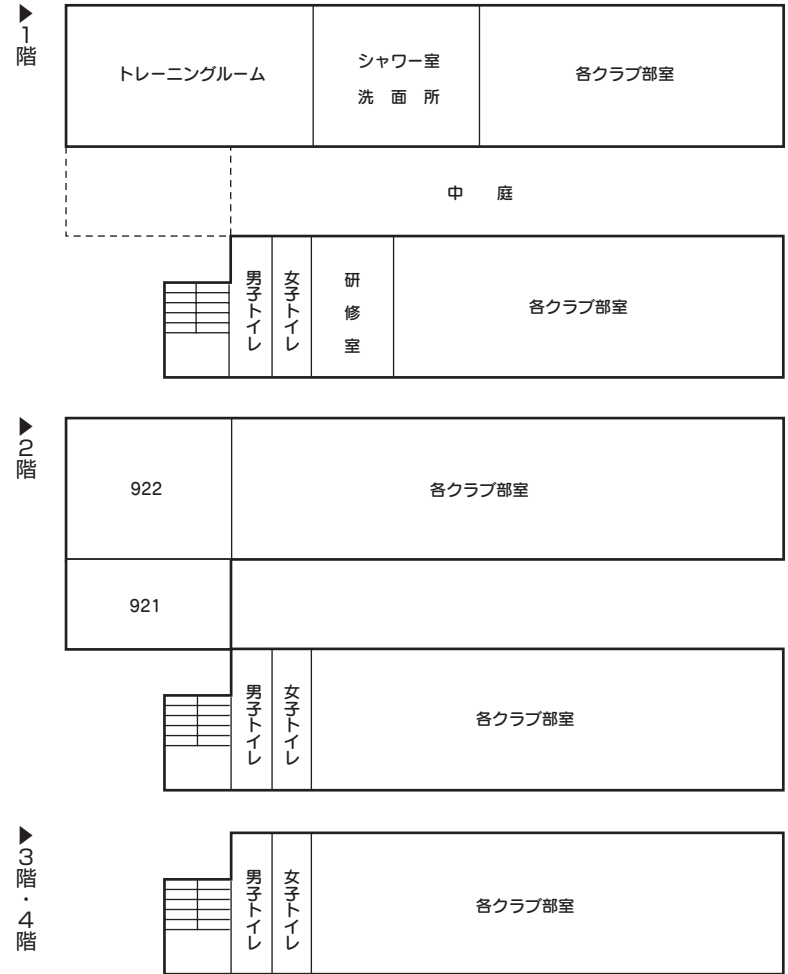 ▶1階
トレーニングルーム
シャワー室
洗面所
各クラブ部室
中庭
男子トイレ
女子トイレ
研修室
各クラブ部室
▶2階
922
各クラブ部室
921
男子トイレ
女子トイレ
各クラブ部室
▶3階・4階
男子トイレ
女子トイレ
各クラブ部室